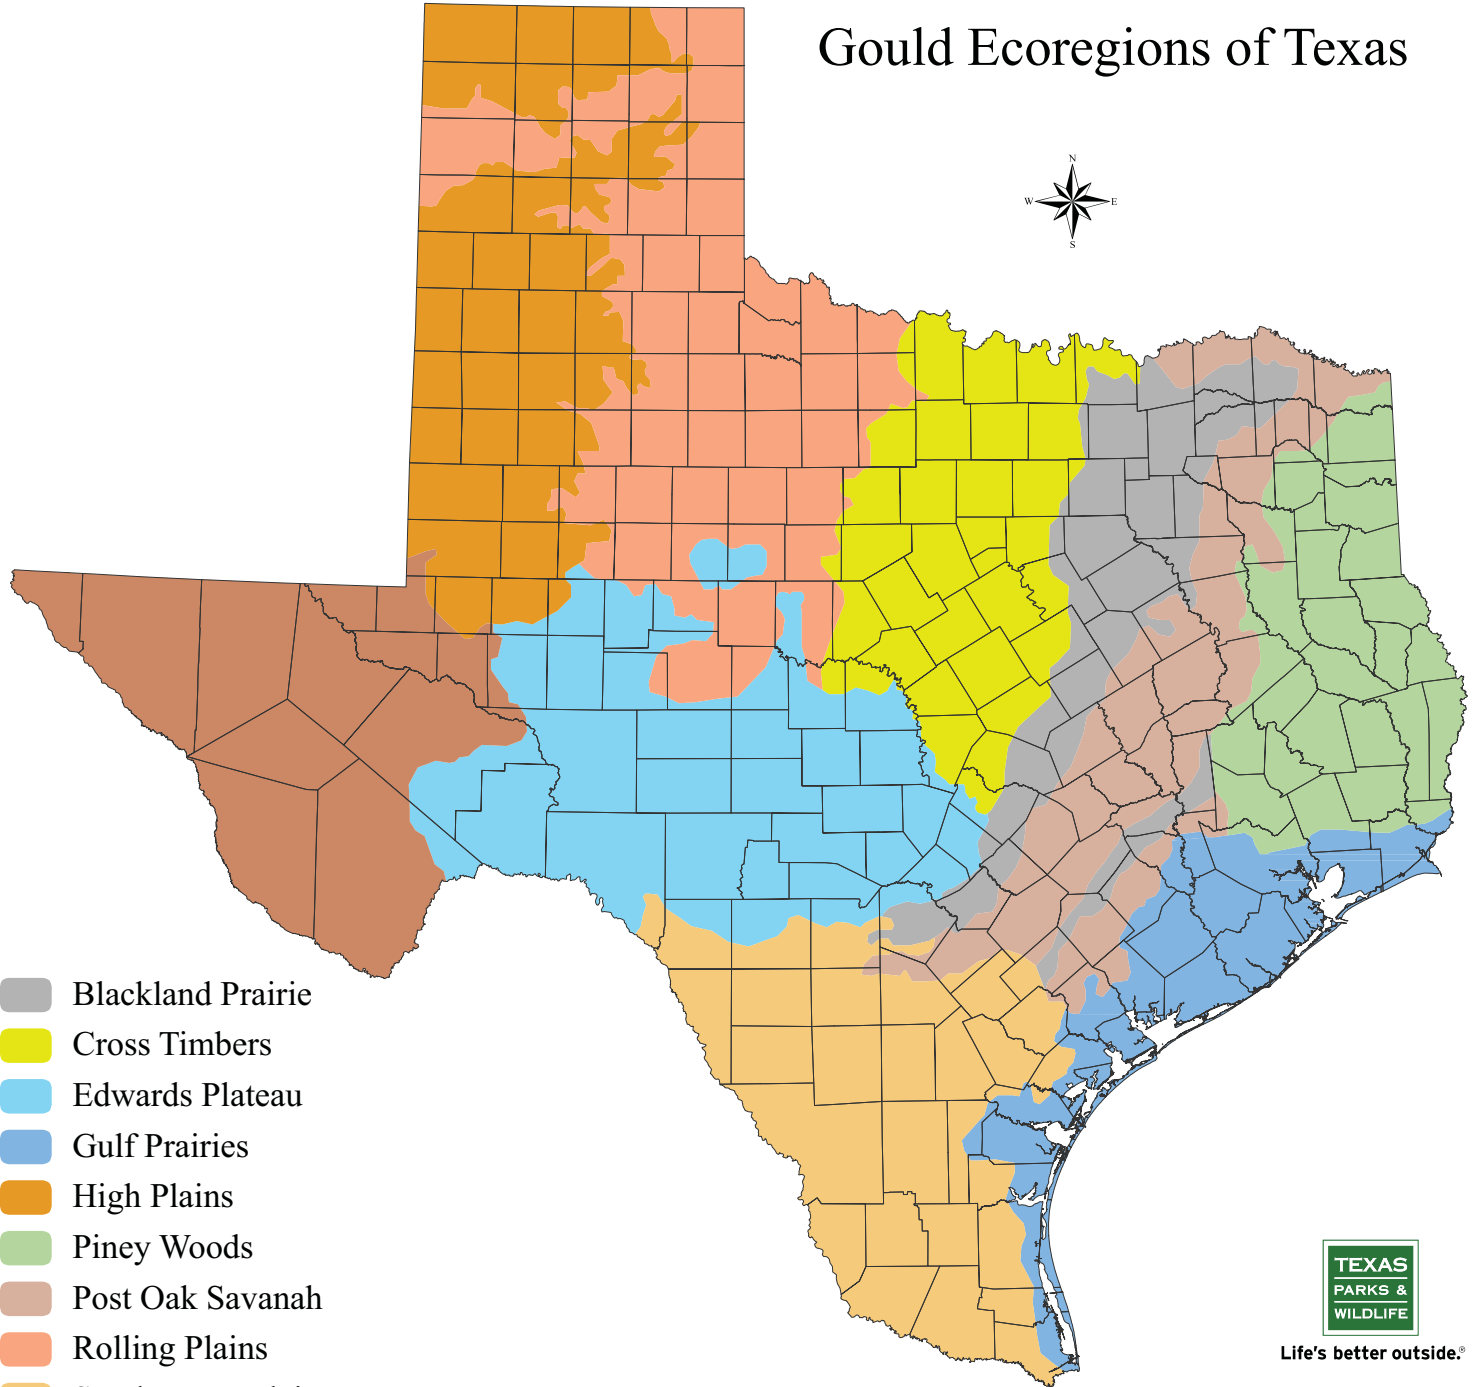 Gould Ecoregions of Texas
N
W E
S
Blackland Prairie
Cross Timbers
Edwards Plateau
Gulf Prairies
High Plains
Piney Woods
Post Oak Savanah
Rolling Plains
TEXAS
PARKS &
WILDLIFE
Life's better outside.®